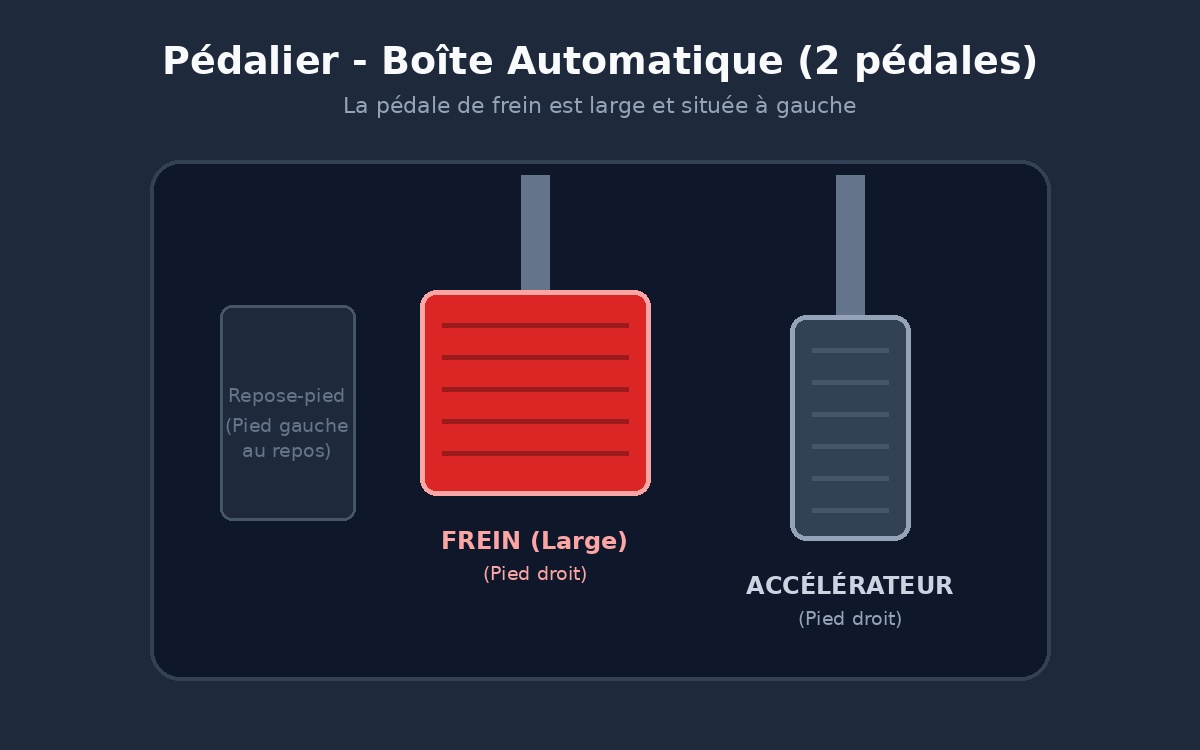 Pédalier - Boîte Automatique (2 pédales)
La pédale de frein est large et située à gauche
Repose-pied
(Pied gauche
au repos)
FREIN (Large)
(Pied droit)
ACCÉLÉRATEUR
(Pied droit)